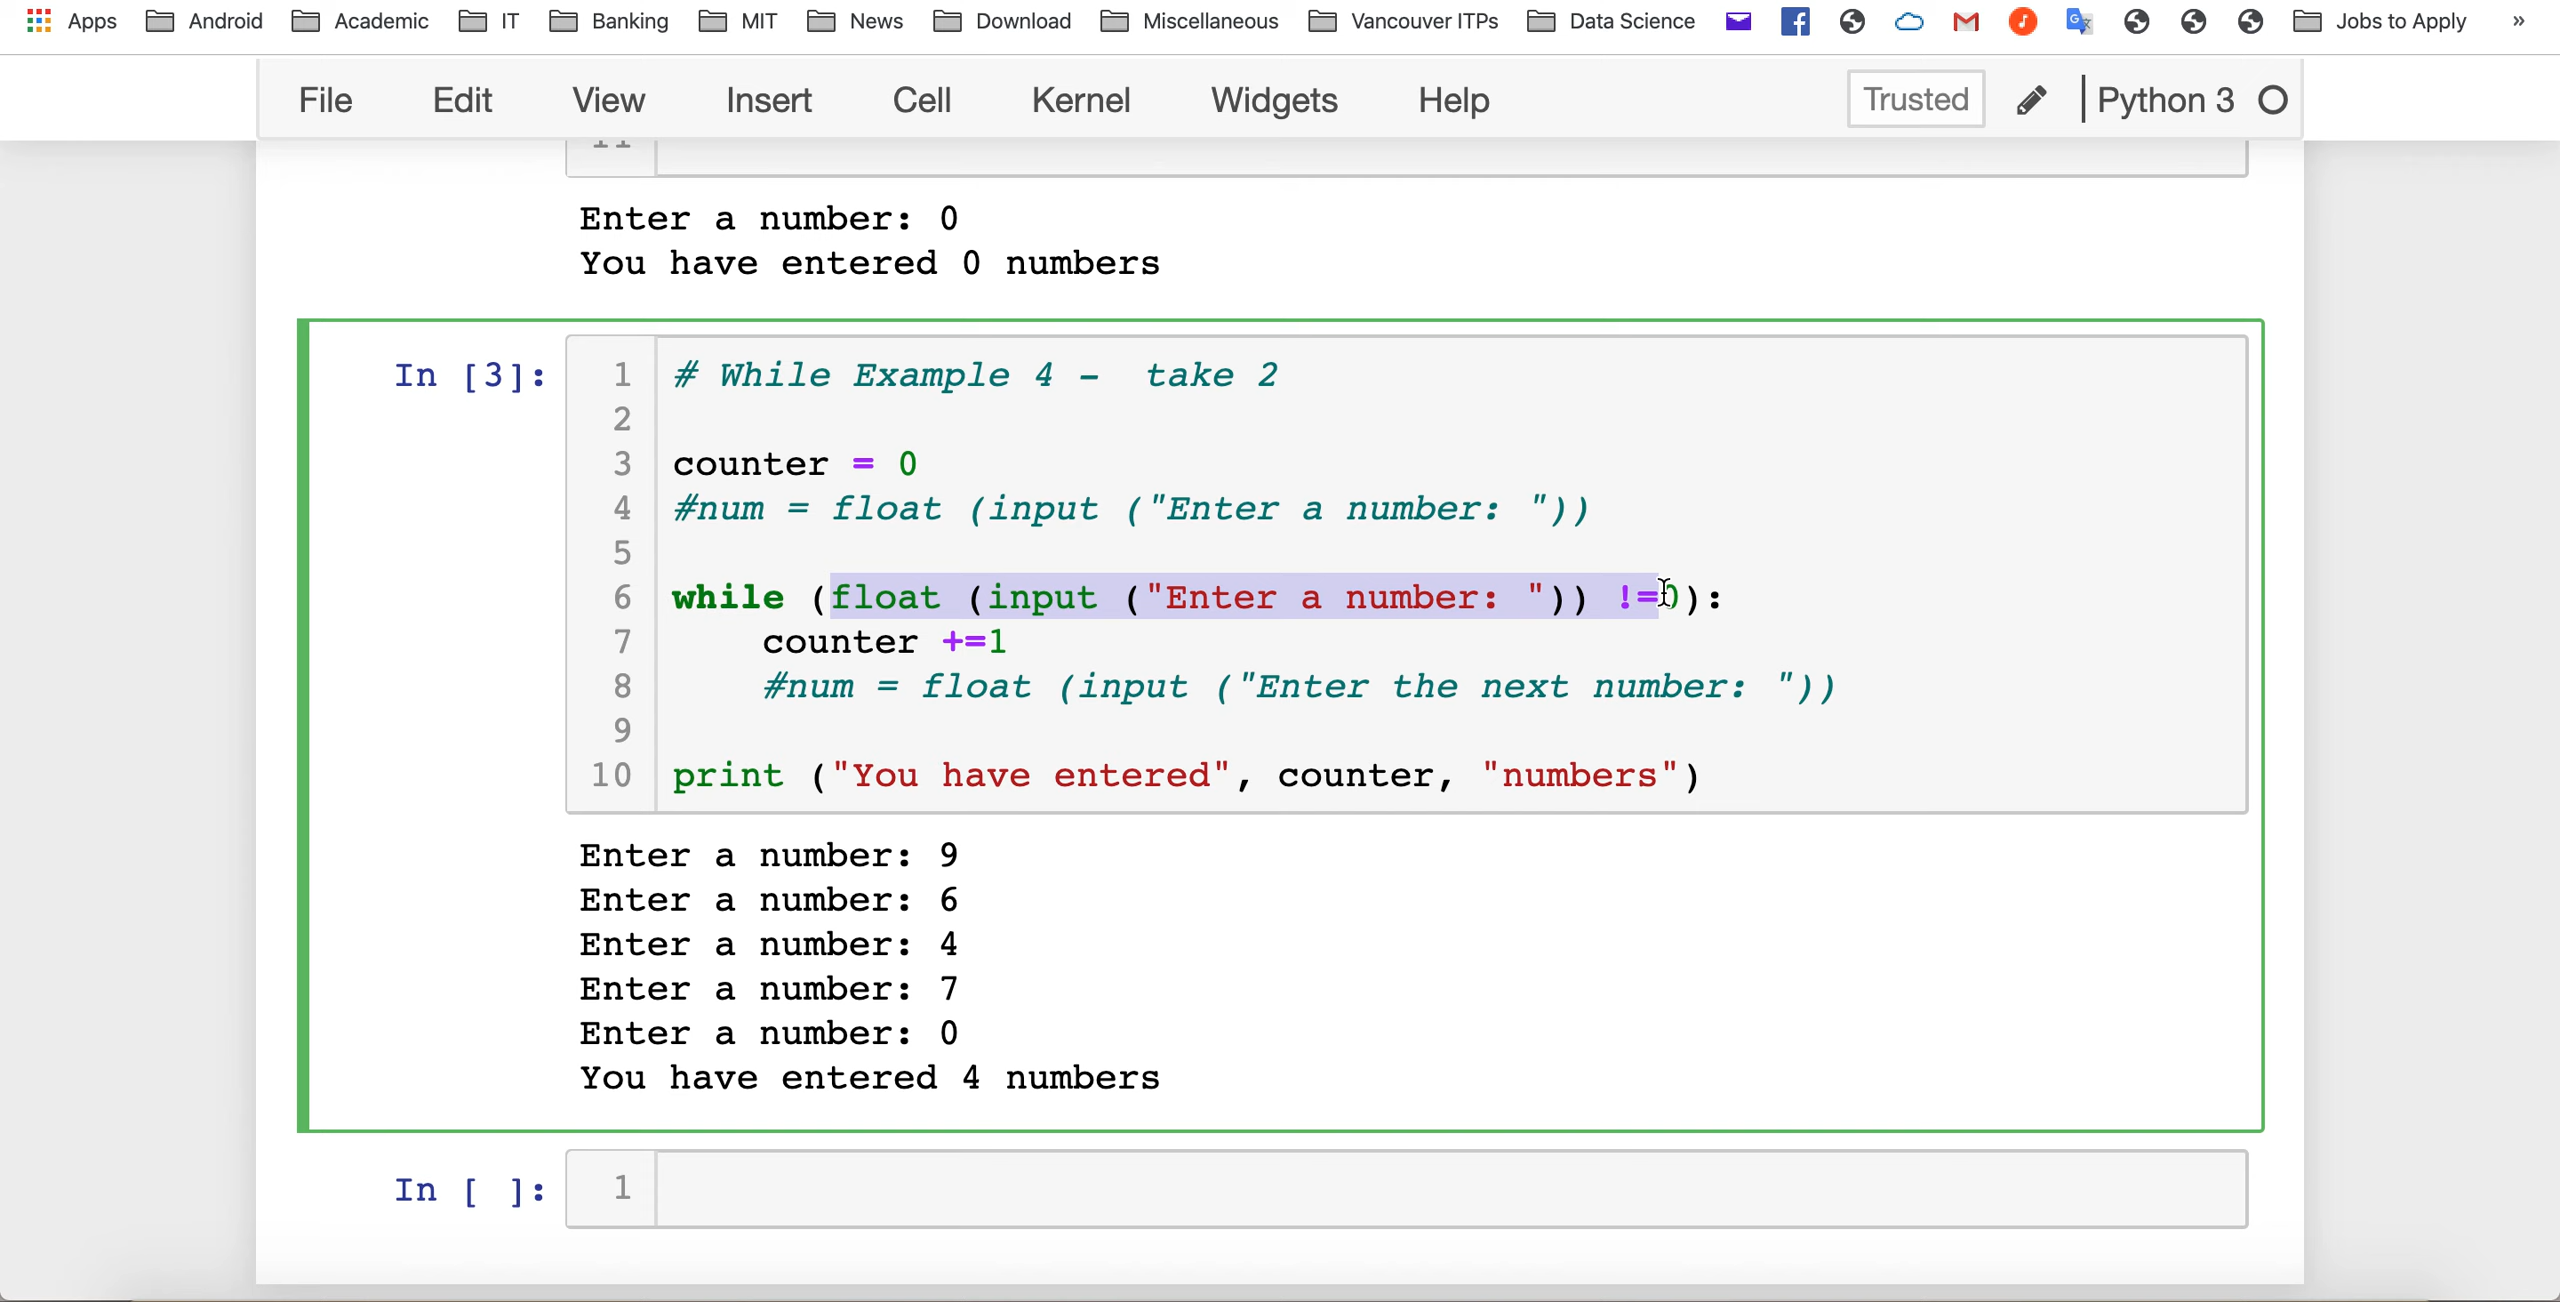 Apps Android Academic IT Banking MIT News Download Miscellaneous Vancouver ITPs Data Science Jobs to Apply »
File Edit View Insert Cell Kernel Widgets Help Trusted Python 3
11
Enter a number: 0
You have entered 0 numbers
In [3]:
1 # While Example 4 -  take 2
2
3 counter = 0
4 #num = float (input ("Enter a number: "))
5
6 while (float (input ("Enter a number: ")) !=0):
7     counter +=1
8     #num = float (input ("Enter the next number: "))
9
10 print ("You have entered", counter, "numbers")
Enter a number: 9
Enter a number: 6
Enter a number: 4
Enter a number: 7
Enter a number: 0
You have entered 4 numbers
In [ ]: 1